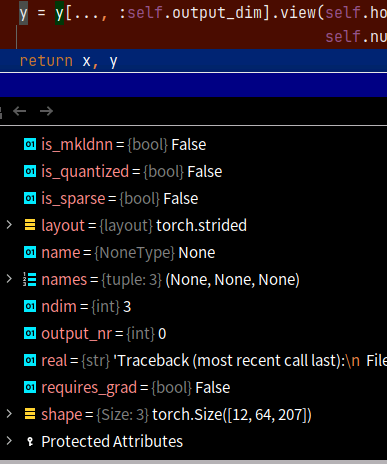 y = y[..., :self.output_dim].view(self.ho
self.nu
return x, y
is_mkldnn = {bool} False
is_quantized = {bool} False
is_sparse = {bool} False
layout = {layout} torch.strided
name = {NoneType} None
names = {tuple: 3} (None, None, None)
ndim = {int} 3
output_nr = {int} 0
real = {str} 'Traceback (most recent call last):\n  File
requires_grad = {bool} False
shape = {Size: 3} torch.Size([12, 64, 207])
Protected Attributes